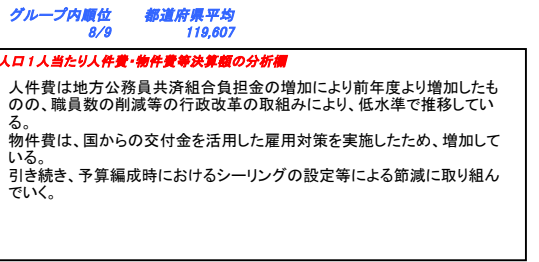 グループ内順位 都道府県平均
8/9 119,607
人口1人当たり人件費・物件費等決算額の分析欄
人件費は地方公務員共済組合負担金の増加により前年度より増加したも
のの、職員数の削減等の行政改革の取組みにより、低水準で推移してい
る。
物件費は、国からの交付金を活用した雇用対策を実施したため、増加して
いる。
引き続き、予算編成時におけるシーリングの設定等による節減に取り組ん
でいく。